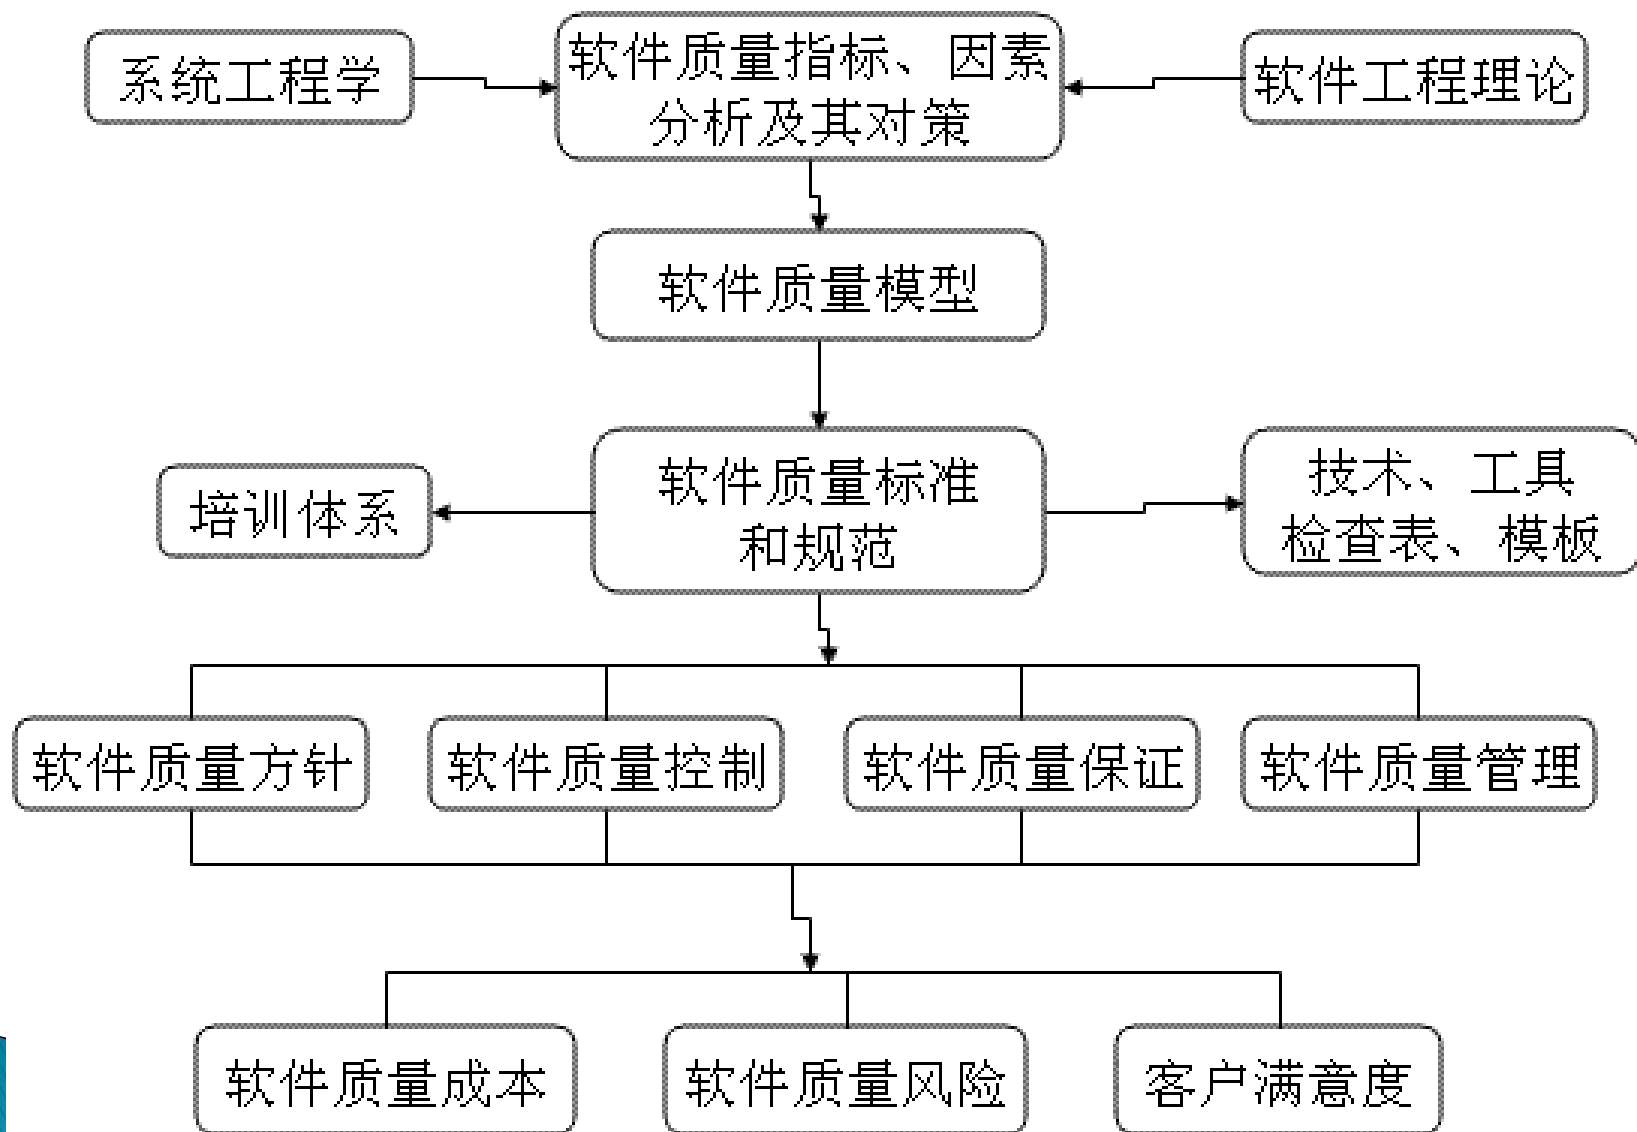 系统工程学
软件质量指标、因素
分析及其对策
软件工程理论
软件质量模型
培训体系
软件质量标准
和规范
技术、工具
检查表、模板
软件质量方针
软件质量控制
软件质量保证
软件质量管理
软件质量成本
软件质量风险
客户满意度